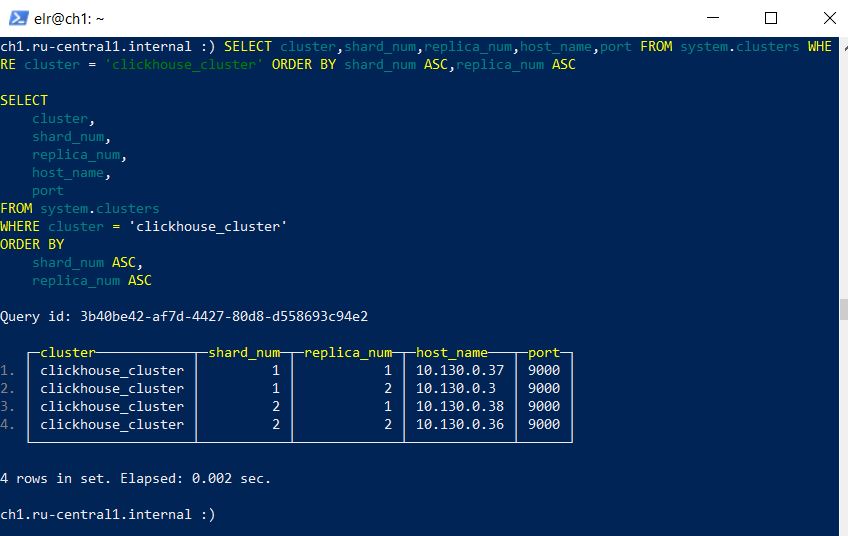 elr@ch1: ~
ch1.ru-central1.internal :) SELECT cluster,shard_num,replica_num,host_name,port FROM system.clusters WHE
RE cluster = 'clickhouse_cluster' ORDER BY shard_num ASC,replica_num ASC
SELECT
cluster,
shard_num,
replica_num,
host_name,
port
FROM system.clusters
WHERE cluster = 'clickhouse_cluster'
ORDER BY
shard_num ASC,
replica_num ASC
Query id: 3b40be42-af7d-4427-80d8-d558693c94e2
cluster shard_num replica_num host_name port
1. clickhouse_cluster 1 1 10.130.0.37 9000
2. clickhouse_cluster 1 2 10.130.0.3 9000
3. clickhouse_cluster 2 1 10.130.0.38 9000
4. clickhouse_cluster 2 2 10.130.0.36 9000
4 rows in set. Elapsed: 0.002 sec.
ch1.ru-central1.internal :)